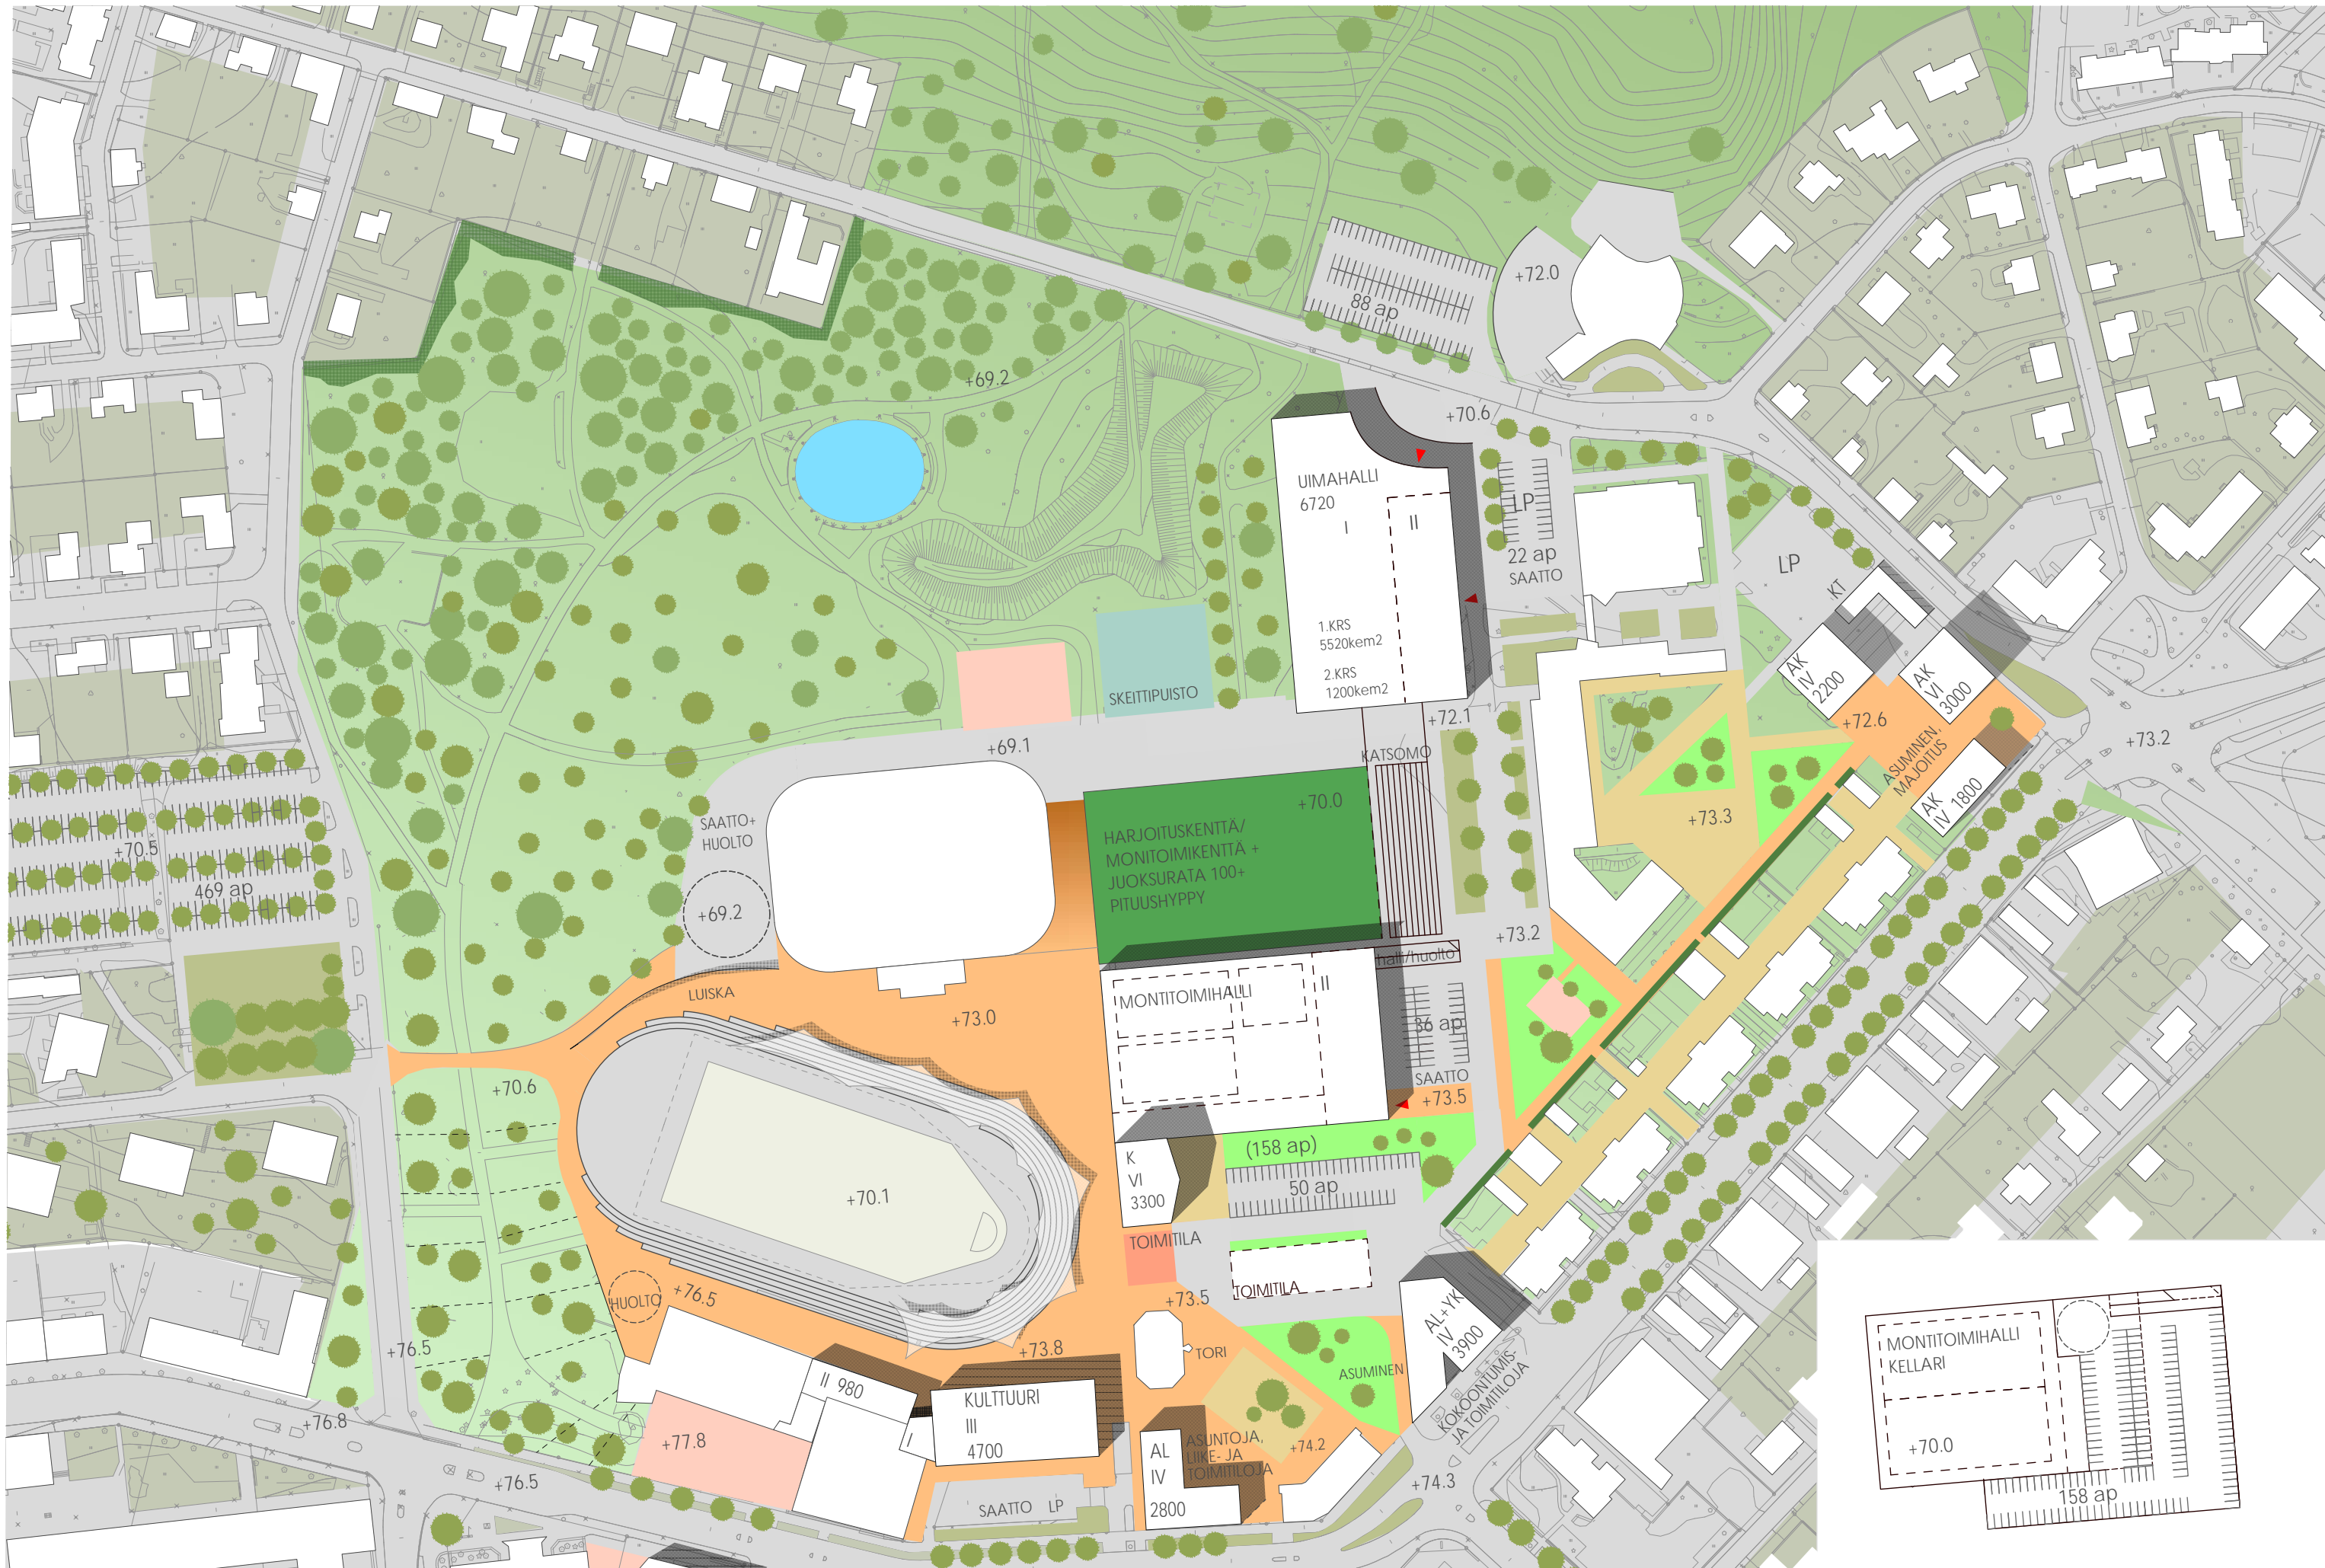 +72.0
88 ap
+69.2
+70.6
UIMAHALLI
6720
I
II
LP
22 ap
SAATTO
LP
KT
1.KRS
5520kem2
2.KRS
1200kem2
AK
IV
2200
AK
VI
3000
SKEITTIPUISTO
+72.1
+72.6
+69.1
KATSOMO
ASUMINEN,
MAJOITUS
+73.2
+70.0
AK
IV 1800
SAATTO+
HUOLTO
HARJOITUSKENTTÄ/
MONITOIMIKENTTÄ +
JUOKSURATA 100+
PITUUSHYPPY
+73.3
+70.5
469 ap
+69.2
+73.2
halli/huolto
LUISKA
MONTITOIMIHALLI
II
+73.0
36 ap
SAATTO
+73.5
+70.6
(158 ap)
K
VI
3300
50 ap
+70.1
TOIMITILA
TOIMITILA
HUOLTO
+76.5
+73.5
AL+YK
IV
3900
+76.5
+73.8
TORI
ASUMINEN
KOKOONTUMIS-
JA TOIMITILOJA
II 980
KULTTUURI
III
4700
I
+76.8
+77.8
AL
IV
2800
ASUNTOJA,
LIIKE- JA
TOIMITILOJA
+74.2
+76.5
SAATTO LP
+74.3
MONTITOIMIHALLI
KELLARI
+70.0
158 ap